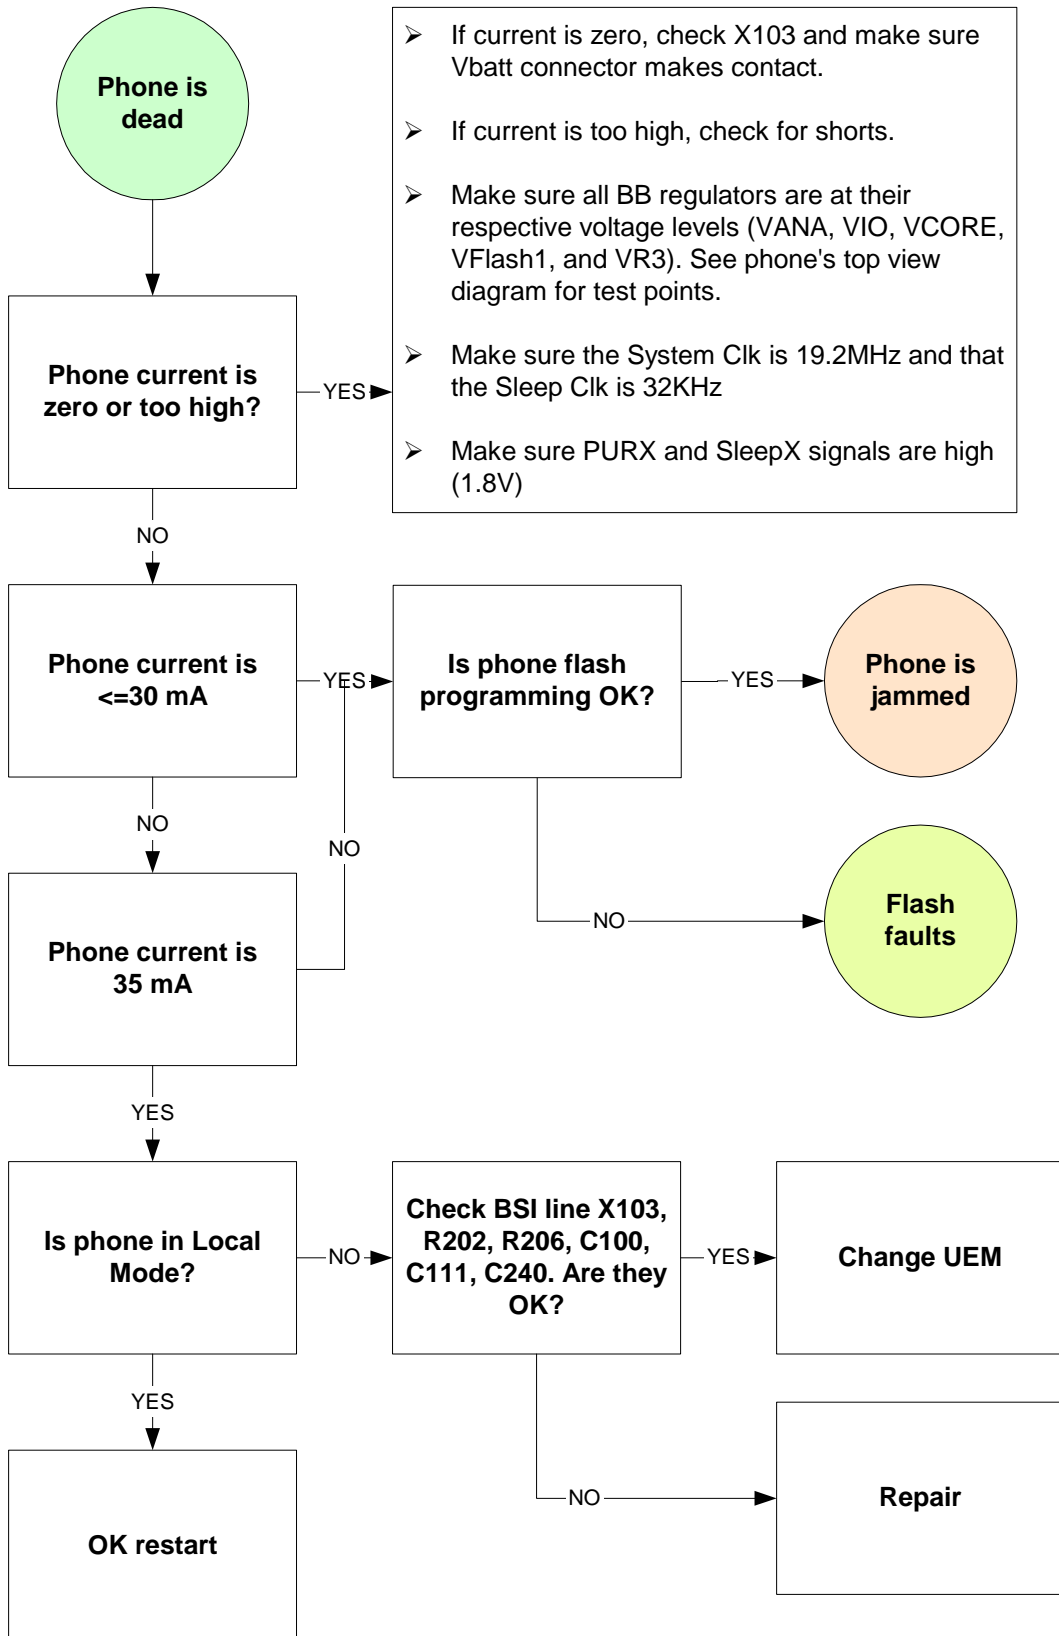 Phone is
dead
➢ If current is zero, check X103 and make sure
Vbatt connector makes contact.
➢ If current is too high, check for shorts.
➢ Make sure all BB regulators are at their
respective voltage levels (VANA, VIO, VCORE,
VFlash1, and VR3). See phone's top view
diagram for test points.
➢ Make sure the System Clk is 19.2MHz and that
the Sleep Clk is 32KHz
➢ Make sure PURX and SleepX signals are high
(1.8V)
Phone current is
zero or too high?
YES
NO
Phone current is
<=30 mA
YES
Is phone flash
programming OK?
YES
Phone is
jammed
NO
NO
Phone current is
35 mA
NO
Flash
faults
YES
Is phone in Local
Mode?
NO
Check BSI line X103,
R202, R206, C100,
C111, C240. Are they
OK?
YES
Change UEM
YES
NO
Repair
OK restart